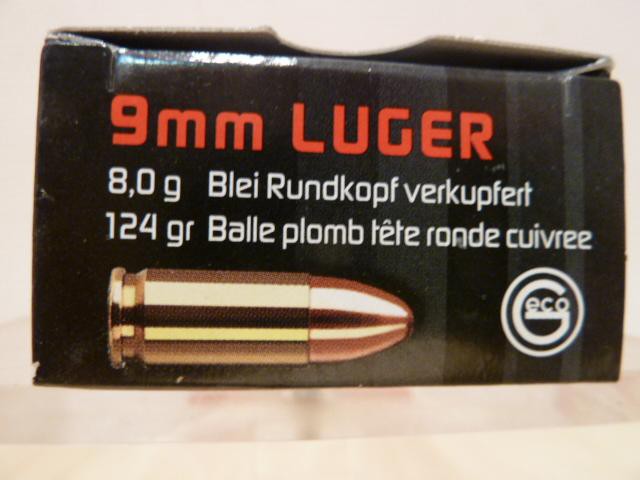 9mm LUGER
8,0 g Blei Rundkopf verkupfert
124 gr Balle plomb tête ronde cuivree
Geco